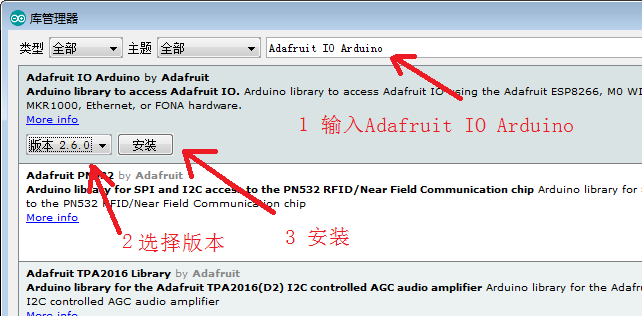 库管理器
类型 全部 主题 全部 Adafruit IO Arduino
Adafruit IO Arduino by Adafruit
Arduino library to access Adafruit IO. Arduino library to access Adafruit IO using the Adafruit ESP8266, M0 WI
MKR1000, Ethernet, or FONA hardware.
More info
1 输入Adafruit IO Arduino
版本 2.6.0 安装
Adafruit PN532 by Adafruit
Arduino library for SPI and I2C access to the PN532 RFID/Near Field Communication chip Arduino library for
to the PN532 RFID/Near Field Communication chip
More info
2选择版本
3 安装
Adafruit TPA2016 Library by Adafruit
Arduino library for the Adafruit TPA2016(D2) I2C controlled AGC audio amplifier Arduino library for the Adaf
I2C controlled AGC audio amplifier
More info